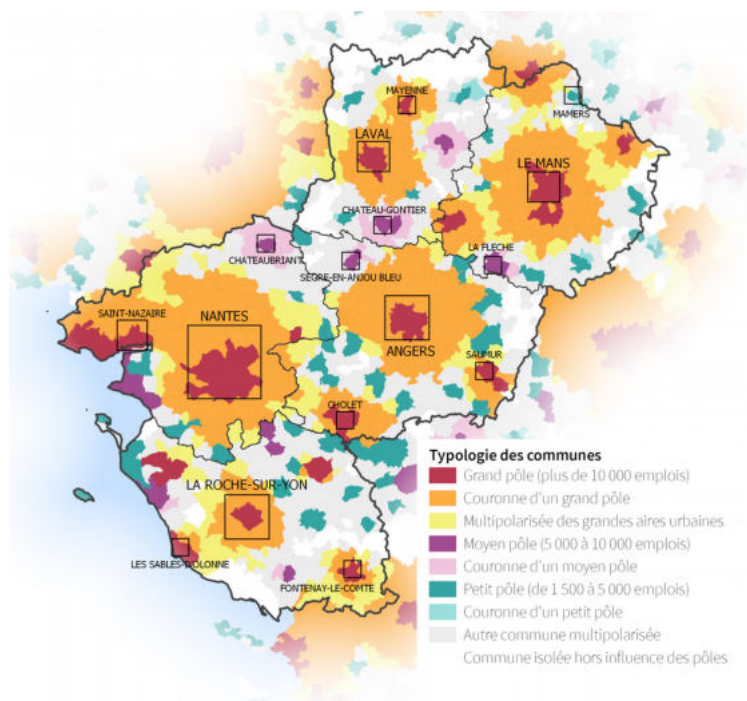 MAYENNE
MAMERS
LAVAL
LE MANS
CHATEAU-GONTIER
CHATEAUBRIANT
LA FLECHE
SEGRE-EN-ANJOU BLEU
SAINT-NAZAIRE
NANTES
ANGERS
SAUMUR
CHOLET
LA ROCHE-SUR-YON
LES SABLES-D'OLONNE
FONTENAY-LE-COMTE
Typologie des communes
Grand pôle (plus de 10 000 emplois)
Couronne d'un grand pôle
Multipolarisée des grandes aires urbaines
Moyen pôle (5 000 à 10 000 emplois)
Couronne d'un moyen pôle
Petit pôle (de 1 500 à 5 000 emplois)
Couronne d'un petit pôle
Autre commune multipolarisée
Commune isolée hors influence des pôles